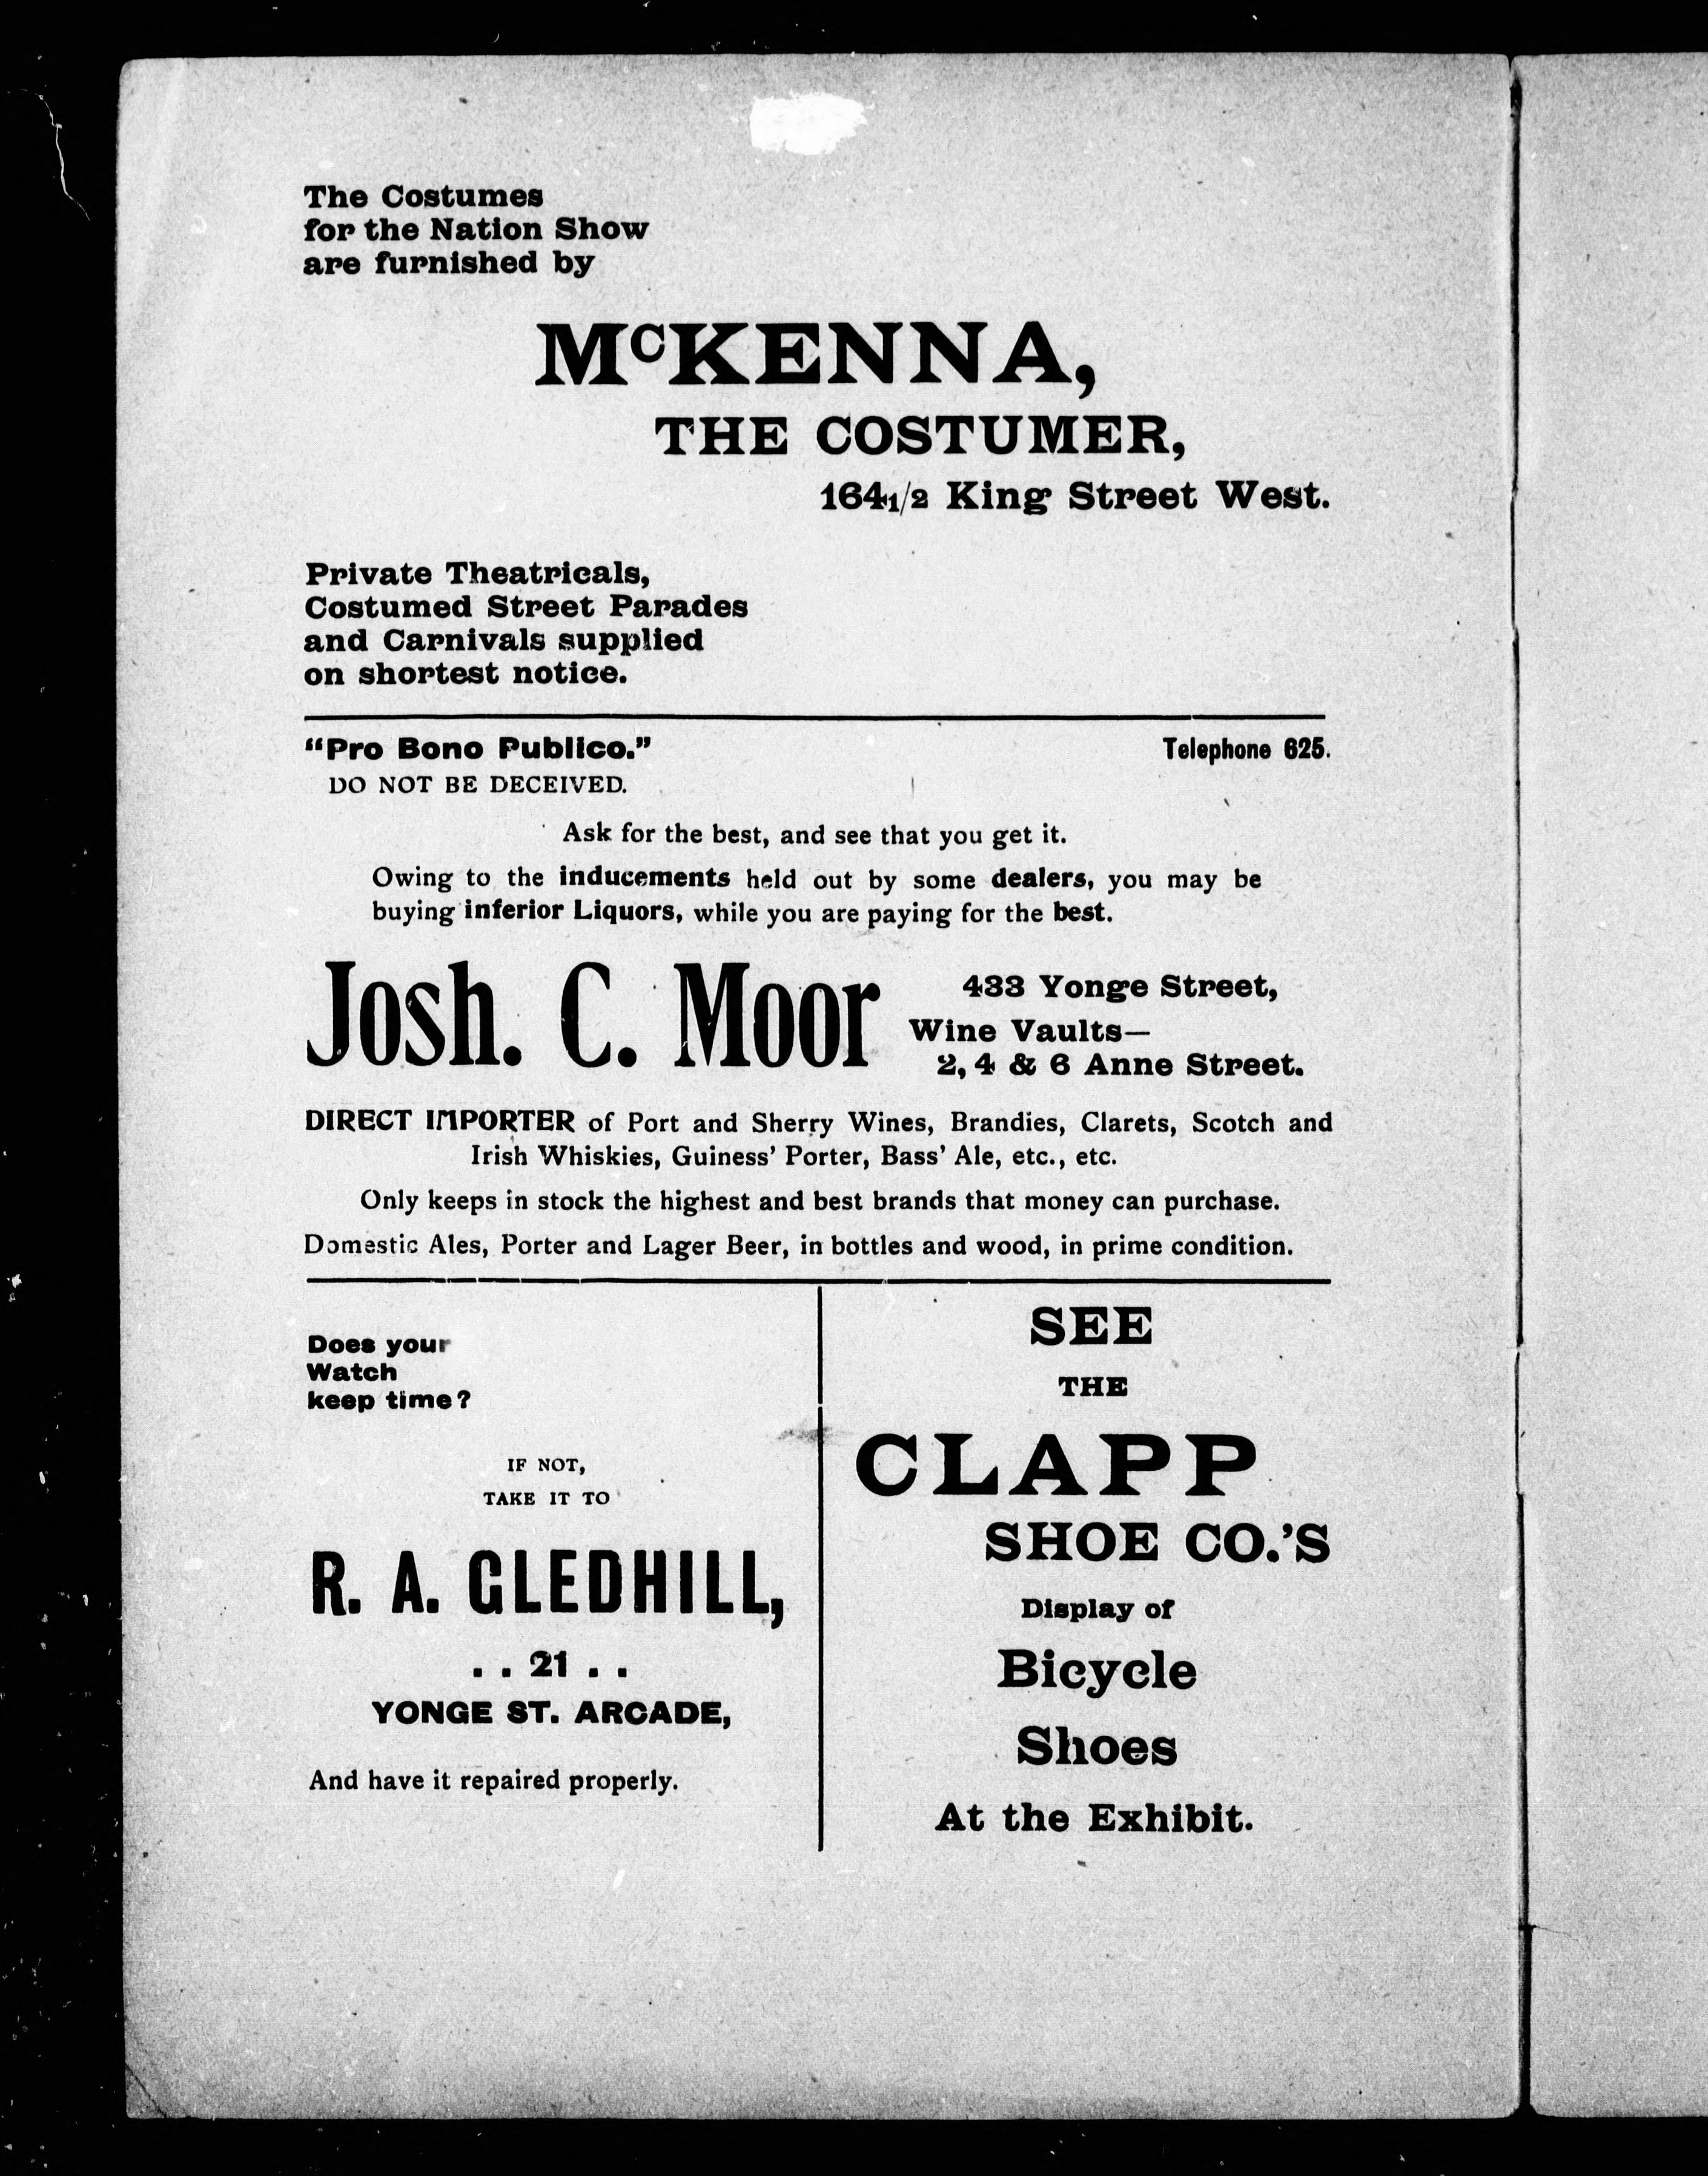 The Costumes
for the Nation Show
are furnished by
McKENNA,
THE COSTUMER,
164 1/2 King Street West.
Private Theatricals,
Costumed Street Parades
and Carnivals supplied
on shortest notice.
"Pro Bono Publico." Telephone 625.
DO NOT BE DECEIVED.
Ask for the best, and see that you get it.
Owing to the inducements held out by some dealers, you may be
buying inferior Liquors, while you are paying for the best.
Josh. C. Moor
433 Yonge Street,
Wine Vaults—
2, 4 & 6 Anne Street.
DIRECT IMPORTER of Port and Sherry Wines, Brandies, Clarets, Scotch and
Irish Whiskies, Guiness' Porter, Bass' Ale, etc., etc.
Only keeps in stock the highest and best brands that money can purchase.
Domestic Ales, Porter and Lager Beer, in bottles and wood, in prime condition.
Does your
Watch
keep time?
IF NOT,
TAKE IT TO
R. A. GLEDHILL,
. . 21 . .
YONGE ST. ARCADE,
And have it repaired properly.
SEE
THE
CLAPP
SHOE CO.'S
Display of
Bicycle
Shoes
At the Exhibit.